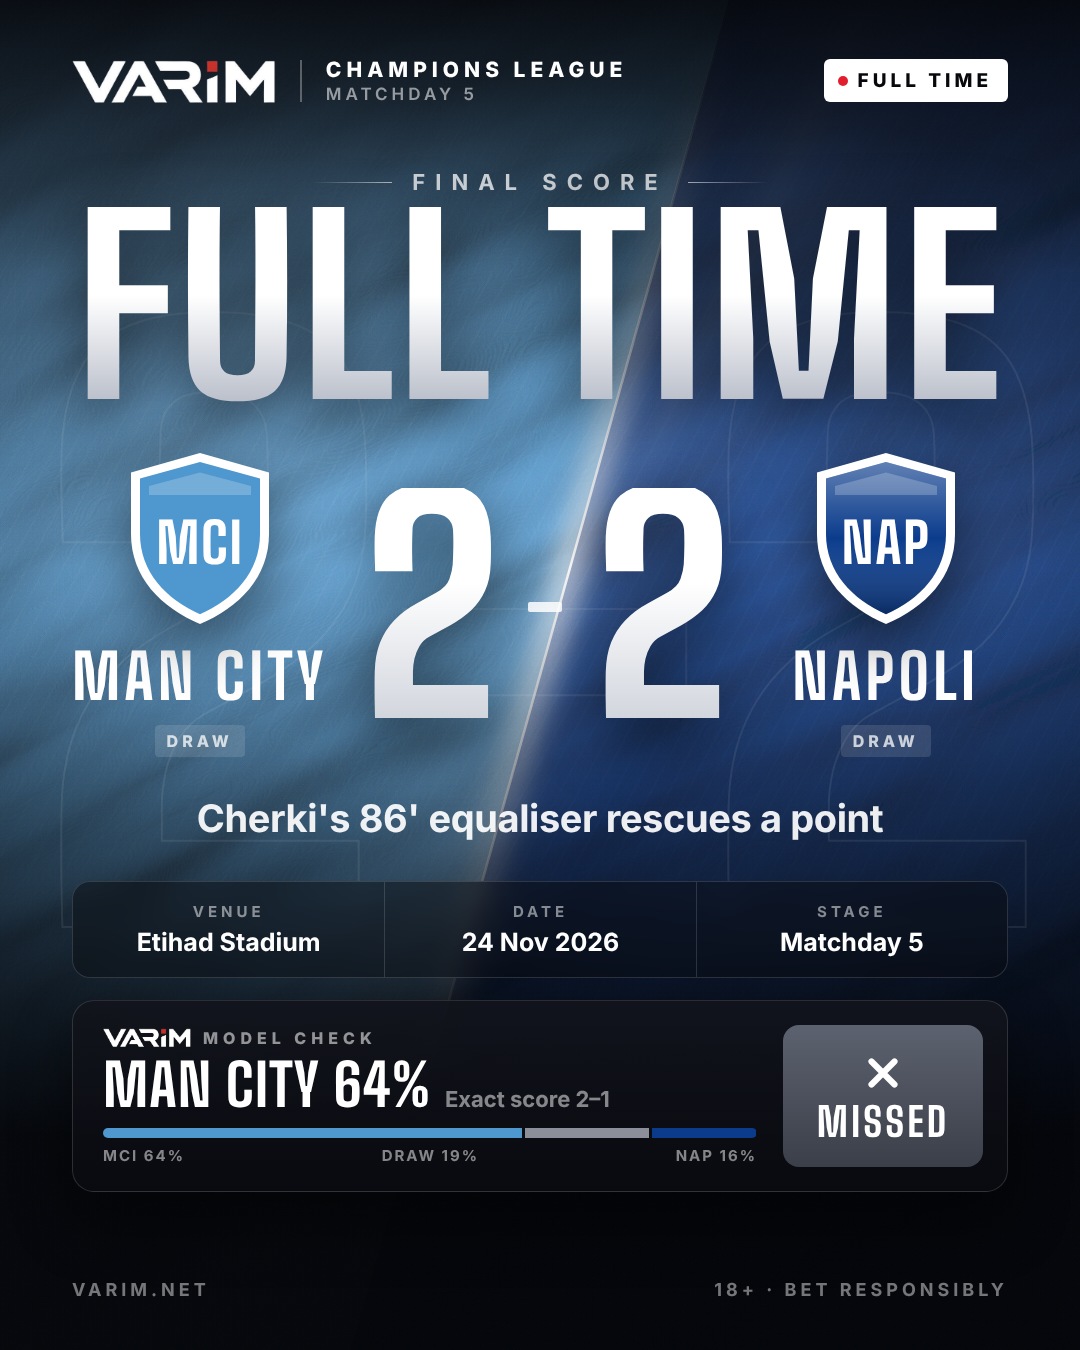 VARiM
CHAMPIONS LEAGUE
MATCHDAY 5
FULL TIME
FINAL SCORE
FULL TIME
MCI
2 - 2
NAP
MAN CITY
NAPOLI
DRAW
DRAW
Cherki's 86' equaliser rescues a point
VENUE
Etihad Stadium
DATE
24 Nov 2026
STAGE
Matchday 5
VARiM MODEL CHECK
MAN CITY 64% Exact score 2–1
MCI 64% DRAW 19% NAP 16%
MISSED
VARIM.NET
18+ · BET RESPONSIBLY